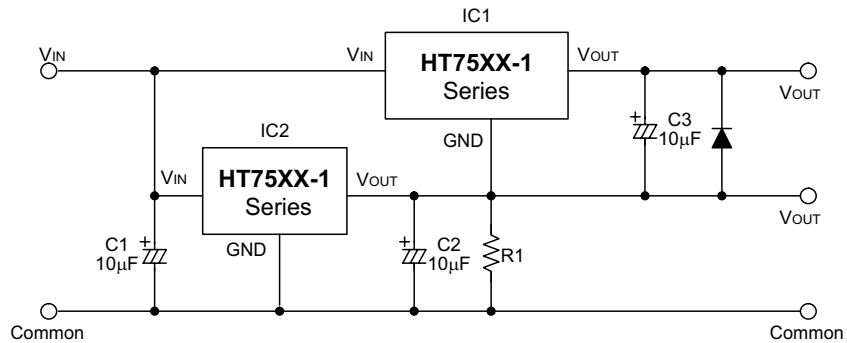 IC1
VIN
VIN
HT75XX-1
Series
VOUT
VOUT
GND
C3
10µF
IC2
VIN
HT75XX-1
Series
VOUT
VOUT
GND
C1
10µF
C2
10µF
R1
Common
Common